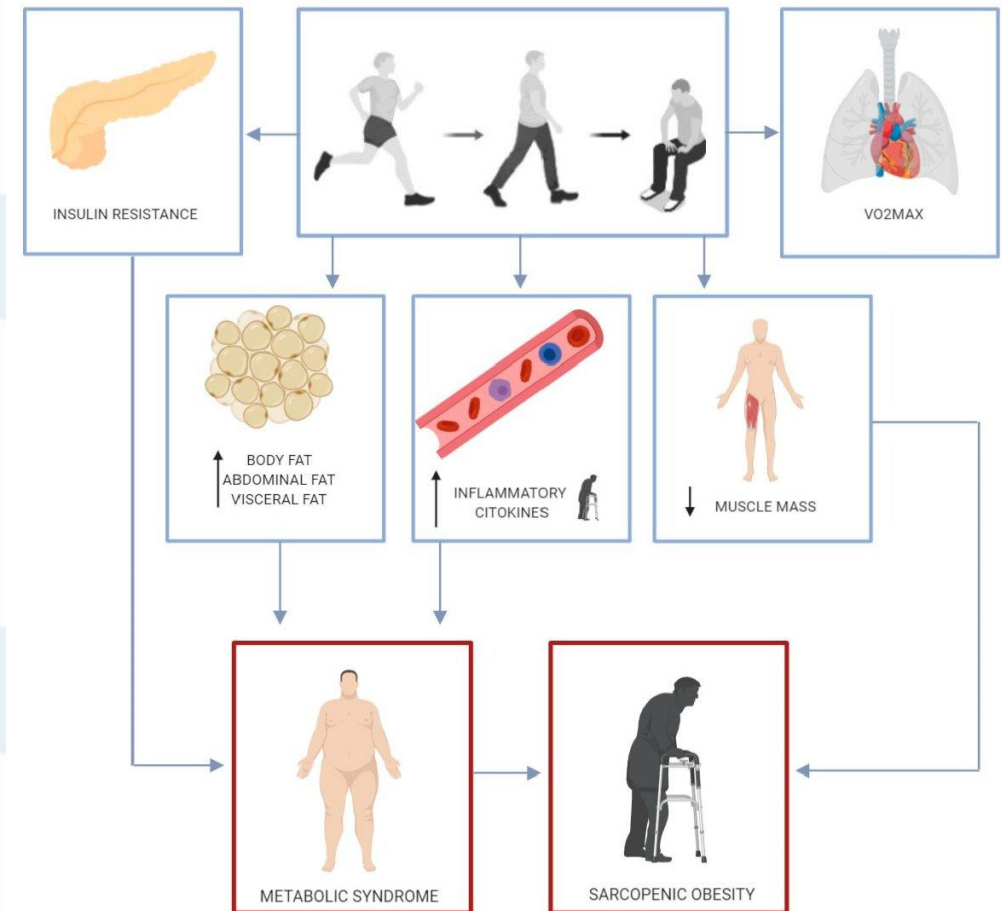 INSULIN RESISTANCE
VO2MAX
BODY FAT
ABDOMINAL FAT
VISCERAL FAT
INFLAMMATORY
CITOKINES
MUSCLE MASS
METABOLIC SYNDROME
SARCOPENIC OBESITY